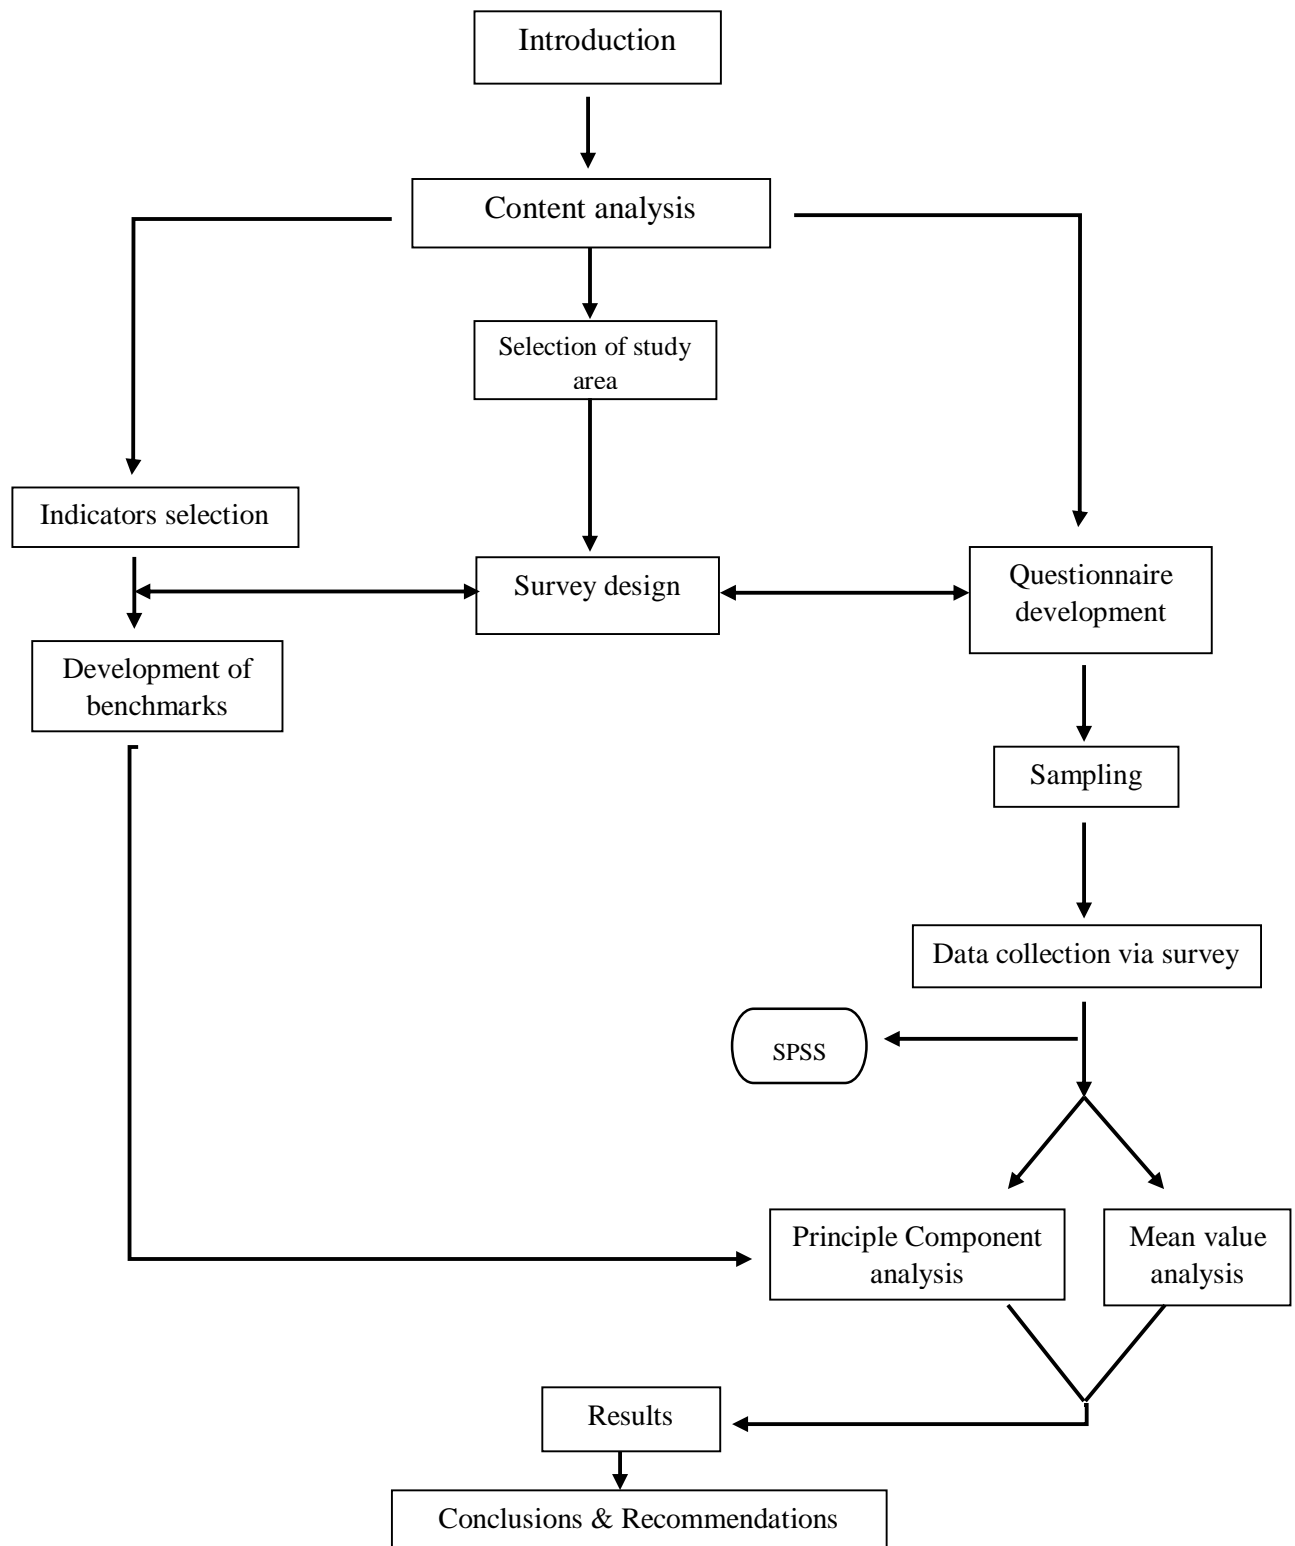 Introduction
Content analysis
Selection of study
area
Indicators selection
Survey design
Questionnaire
development
Development of
benchmarks
Sampling
Data collection via survey
SPSS
Principle Component
analysis
Mean value
analysis
Results
Conclusions & Recommendations